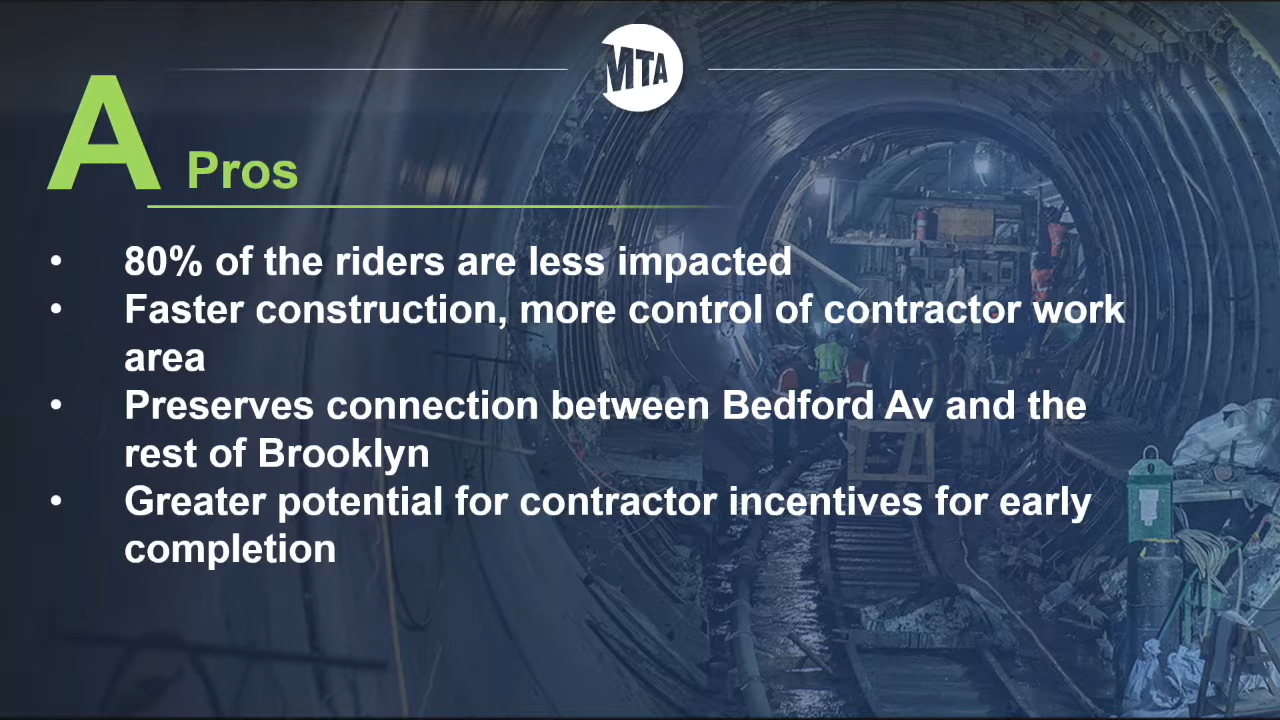 MTA
A Pros
• 80% of the riders are less impacted
• Faster construction, more control of contractor work
area
• Preserves connection between Bedford Av and the
rest of Brooklyn
• Greater potential for contractor incentives for early
completion